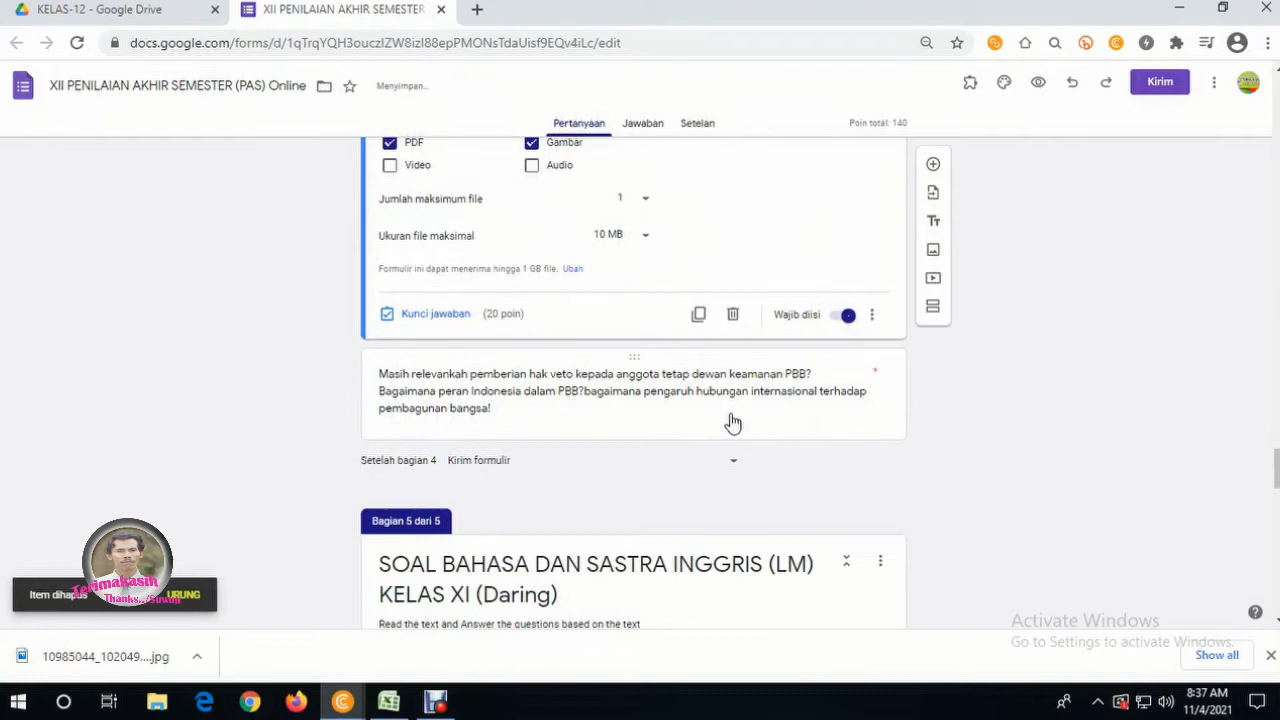 KELAS-12 - Google Drive
XII PENILAIAN AKHIR SEMESTER
docs.google.com/forms/d/1qTrqYQH3ouczIZW8izI88epPMONsTdaUisf9EQv4iLc/edit
XII PENILAIAN AKHIR SEMESTER (PAS) Online
Menyimpan...
Kirim
Pertanyaan
Jawaban
Setelan
Poin total: 140
PDF
Gambar
Video
Audio
Jumlah maksimum file
1
Ukuran file maksimal
10 MB
Formulir ini dapat menerima hingga 1 GB file. Ubah
Kunci jawaban
(20 poin)
Wajib diisi
Masih relevankah pemberian hak veto kepada anggota tetap dewan keamanan PBB?
*
Bagaimana peran Indonesia dalam PBB?bagaimana pengaruh hubungan internasional terhadap
pembagunan bangsa!
Setelah bagian 4
Kirim formulir
Bagian 5 dari 5
SOAL BAHASA DAN SASTRA INGGRIS (LM)
KELAS XI (Daring)
Read the text and Answer the questions based on the text
Terimakasih
Thanks../Suwim
Item dihapus
URUNG
Activate Windows
Go to Settings to activate Windows.
10985044_102049....jpg
Show all
8:37 AM
11/4/2021